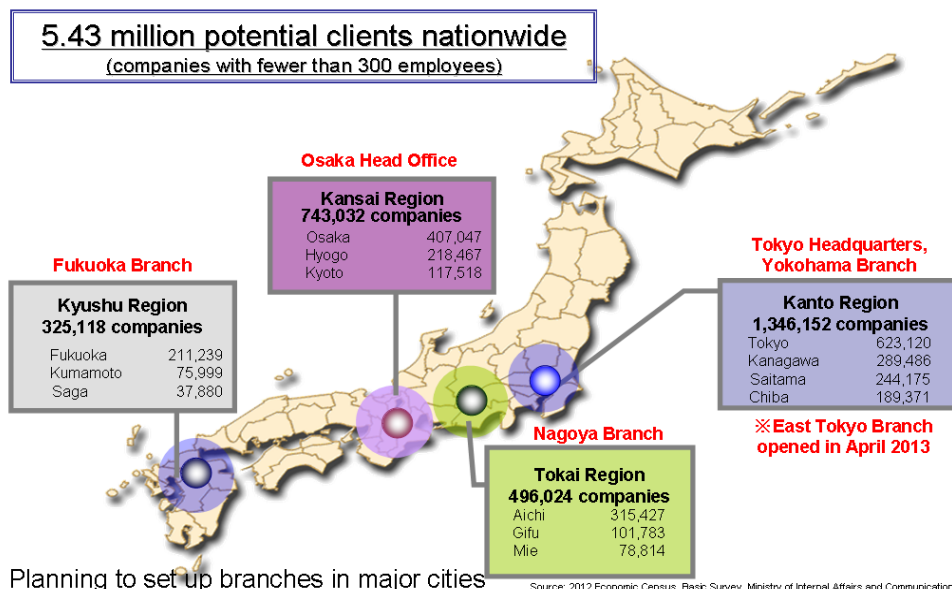 5.43 million potential clients nationwide
(companies with fewer than 300 employees)
Osaka Head Office
Kansai Region
743,032 companies
Osaka 407,047
Hyogo 218,467
Kyoto 117,518
Fukuoka Branch
Kyushu Region
325,118 companies
Fukuoka 211,239
Kumamoto 75,999
Saga 37,880
Tokyo Headquarters,
Yokohama Branch
Kanto Region
1,346,152 companies
Tokyo 623,120
Kanagawa 289,486
Saitama 244,175
Chiba 189,371
※East Tokyo Branch
opened in April 2013
Nagoya Branch
Tokai Region
496,024 companies
Aichi 315,427
Gifu 101,783
Mie 78,814
Planning to set up branches in major cities
Source: 2012 Economic Census, Basic Survey, Ministry of Internal Affairs and Communication